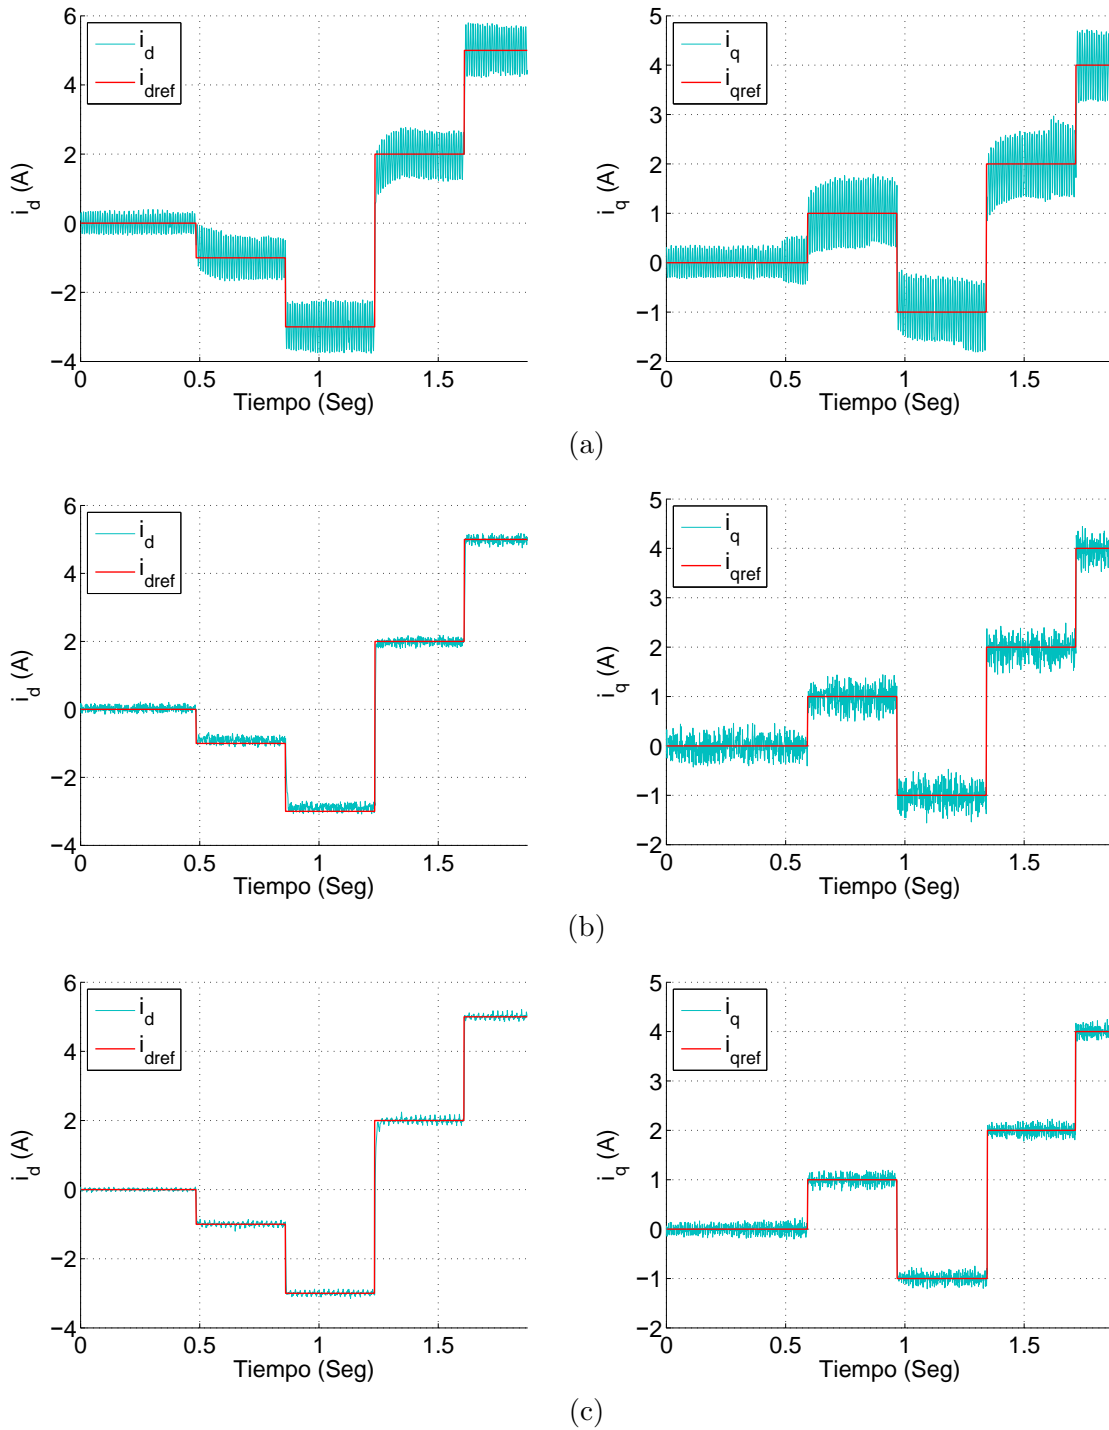 6
4
2
0
−2
−4
0
0.5
1
1.5
i_d (A)
Tiempo (Seg)
i_d
i_dref
5
4
3
2
1
0
−1
−2
0
0.5
1
1.5
i_q (A)
Tiempo (Seg)
i_q
i_qref
(a)
6
4
2
0
−2
−4
0
0.5
1
1.5
i_d (A)
Tiempo (Seg)
i_d
i_dref
5
4
3
2
1
0
−1
−2
0
0.5
1
1.5
i_q (A)
Tiempo (Seg)
i_q
i_qref
(b)
6
4
2
0
−2
−4
0
0.5
1
1.5
i_d (A)
Tiempo (Seg)
i_d
i_dref
5
4
3
2
1
0
−1
−2
0
0.5
1
1.5
i_q (A)
Tiempo (Seg)
i_q
i_qref
(c)